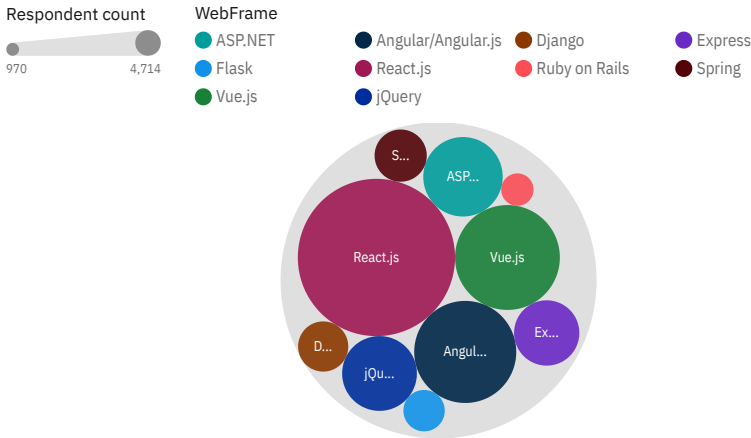 Respondent count
970
4,714
WebFrame
ASP.NET
Angular/Angular.js
Django
Express
Flask
React.js
Ruby on Rails
Spring
Vue.js
jQuery
S...
ASP...
React.js
Vue.js
Ex...
D...
Angul...
jQu...